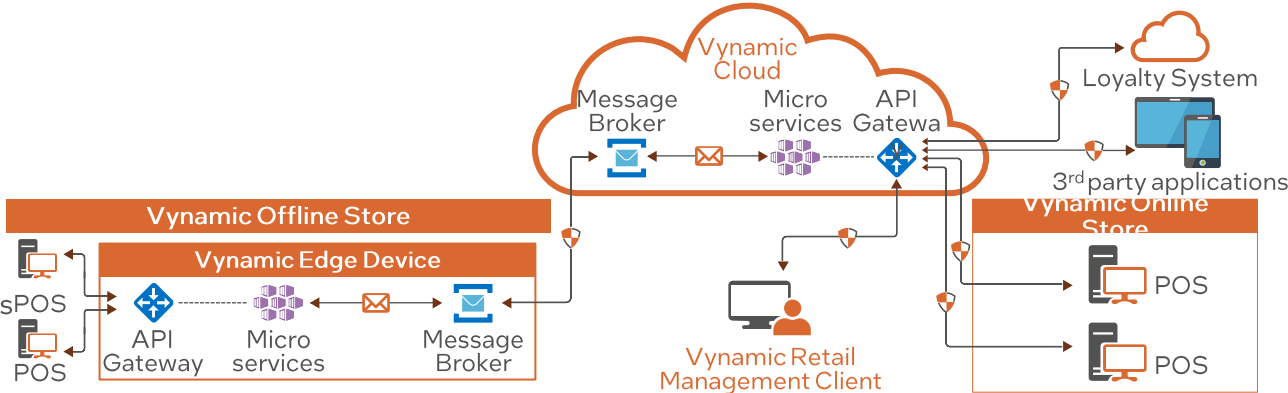 Vynamic
Cloud
Message
Broker
Micro
services
API
Gatewa
Loyalty System
3rd party applications
Vynamic Offline Store
Vynamic Edge Device
sPOS
POS
API
Gateway
Micro
services
Message
Broker
Vynamic Retail
Management Client
Vynamic Online
Store
POS
POS